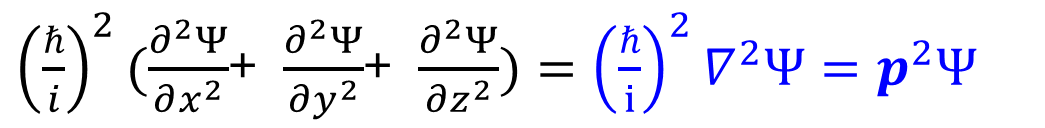 (ħ/i)² (∂²Ψ/∂x² + ∂²Ψ/∂y² + ∂²Ψ/∂z²) = (ħ/i)² ∇²Ψ = p²Ψ